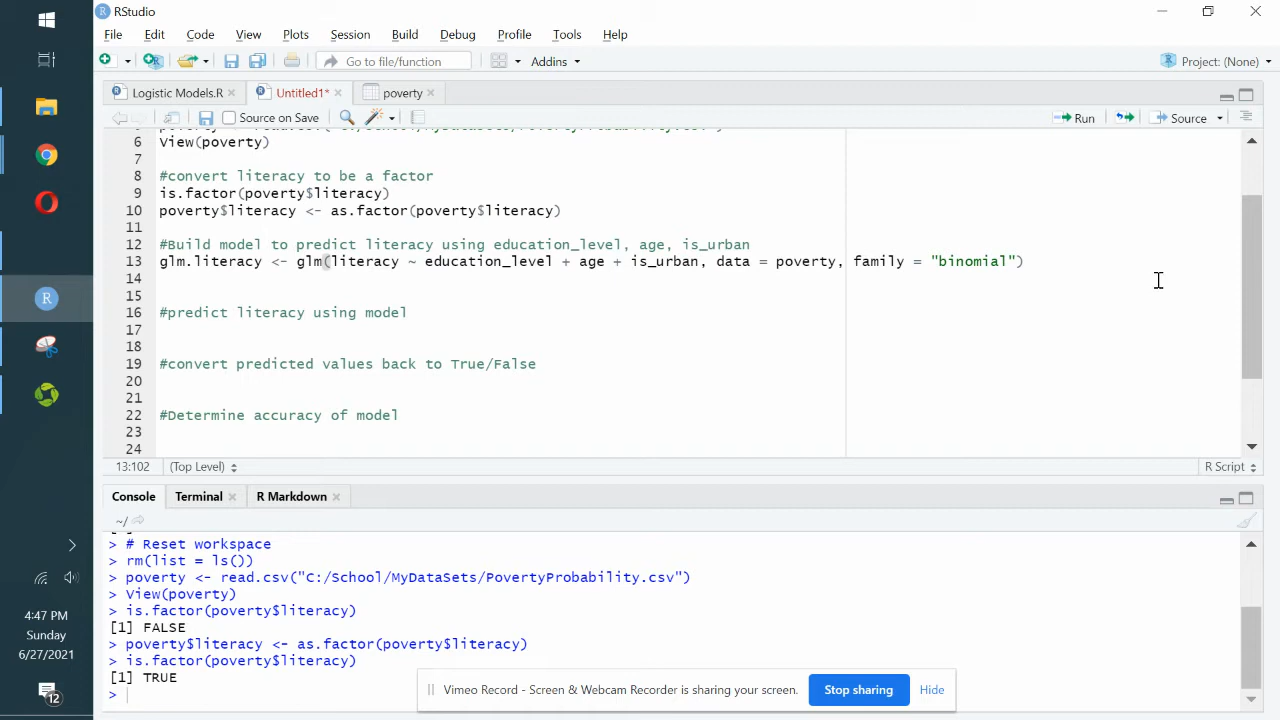 RStudio
File Edit Code View Plots Session Build Debug Profile Tools Help
Go to file/function Addins Project: (None)
Logistic Models.R Untitled1* poverty
Source on Save Run Source
6 View(poverty)
7
8 #convert literacy to be a factor
9 is.factor(poverty$literacy)
10 poverty$literacy <- as.factor(poverty$literacy)
11
12 #Build model to predict literacy using education_level, age, is_urban
13 glm.literacy <- glm(literacy ~ education_level + age + is_urban, data = poverty, family = "binomial")
14
15
16 #predict literacy using model
17
18
19 #convert predicted values back to True/False
20
21
22 #Determine accuracy of model
23
24
13:102 (Top Level) R Script
Console Terminal R Markdown
~/
> # Reset workspace
> rm(list = ls())
> poverty <- read.csv("C:/School/MyDataSets/PovertyProbability.csv")
> View(poverty)
> is.factor(poverty$literacy)
[1] FALSE
> poverty$literacy <- as.factor(poverty$literacy)
> is.factor(poverty$literacy)
[1] TRUE
>
Vimeo Record - Screen & Webcam Recorder is sharing your screen. Stop sharing Hide
4:47 PM
Sunday
6/27/2021
12